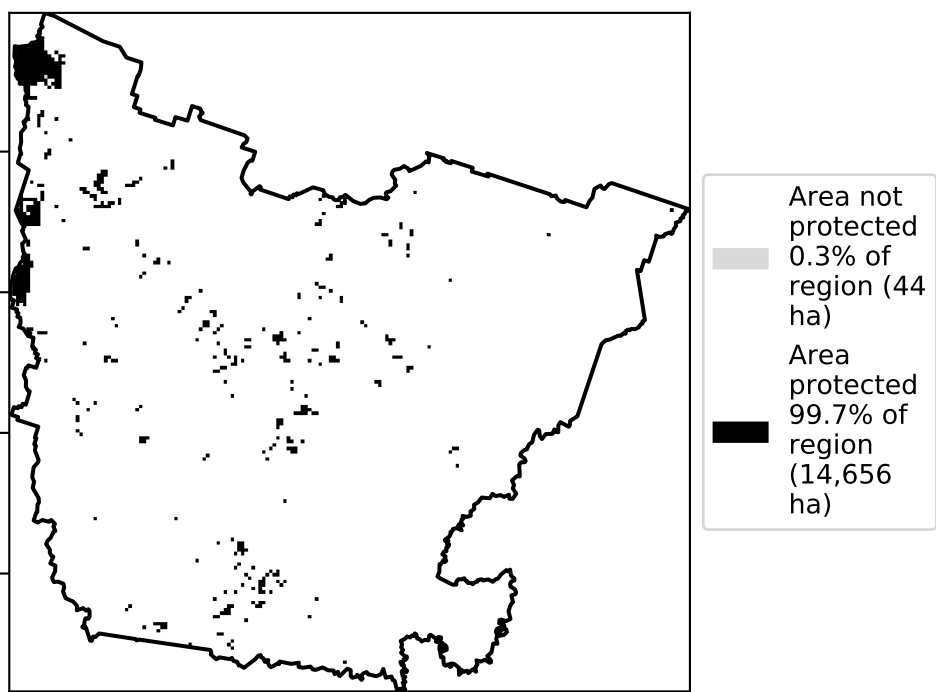 Area not
protected
0.3% of
region (44
ha)
Area
protected
99.7% of
region
(14,656
ha)